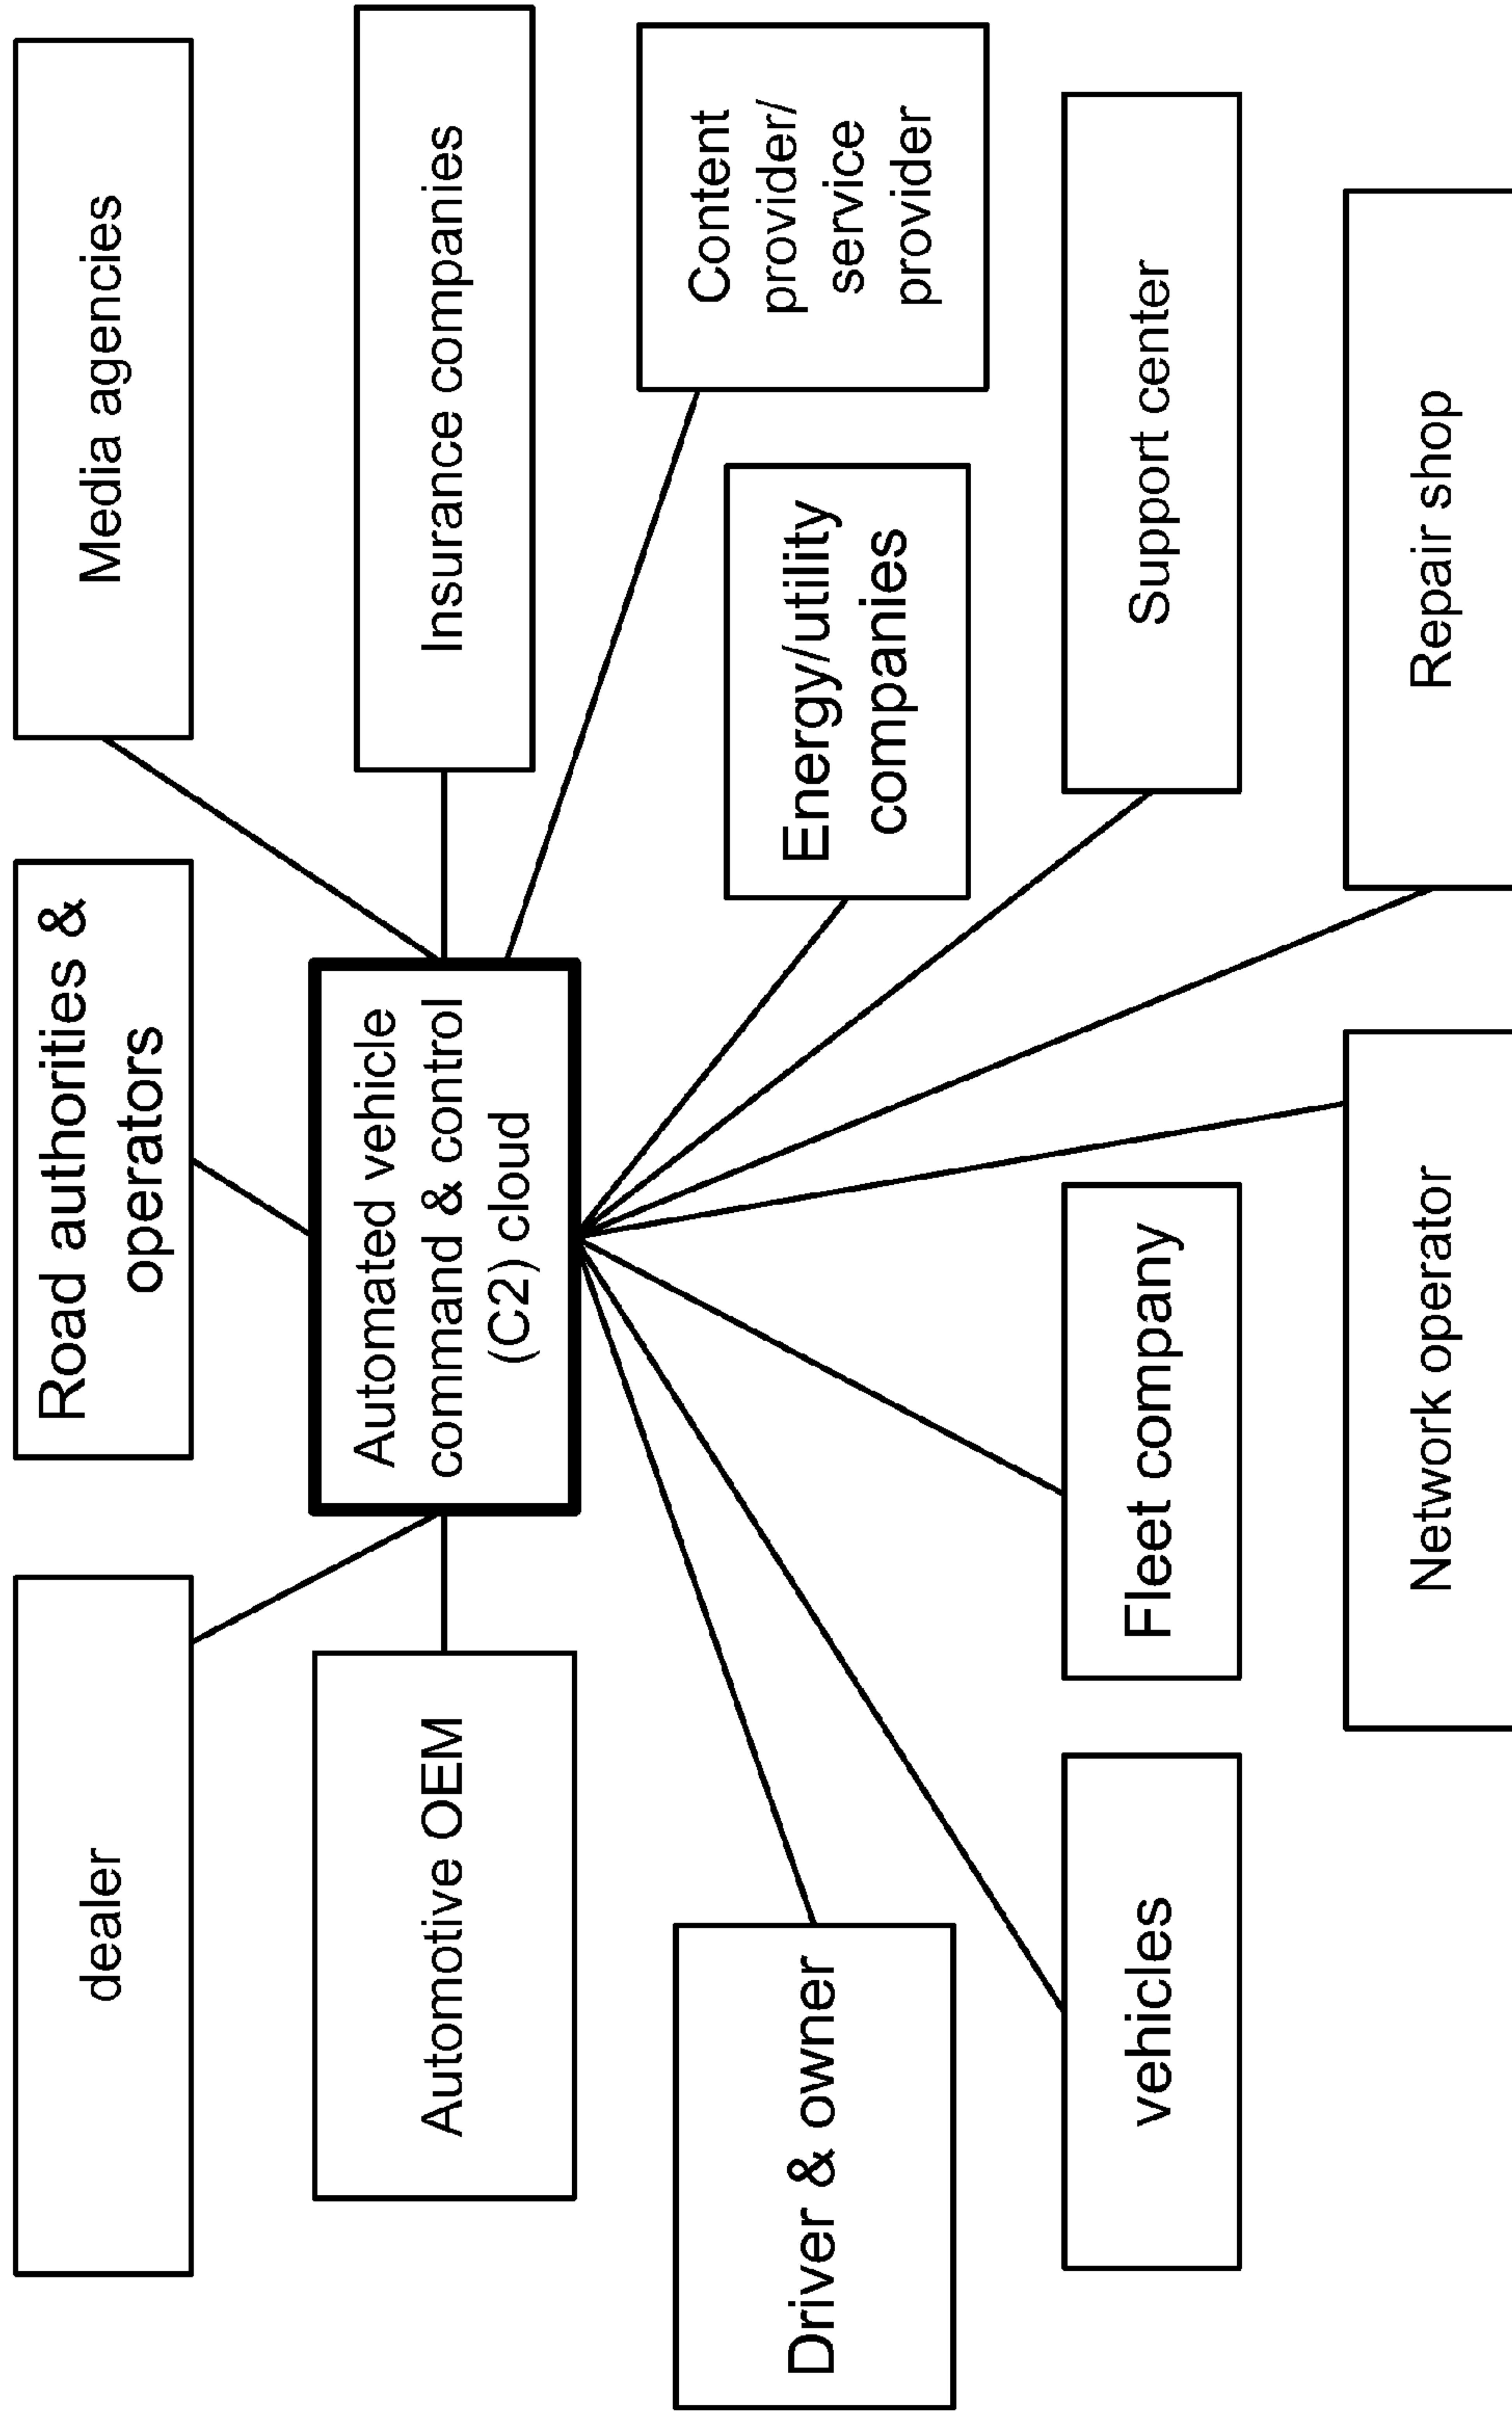 dealer
Road authorities &
operators
Media agencies
Automotive OEM
Automated vehicle
command & control
(C2) cloud
Insurance companies
Driver & owner
Energy/utility
companies
Content
provider/
service
provider
vehicles
Fleet company
Support center
Network operator
Repair shop